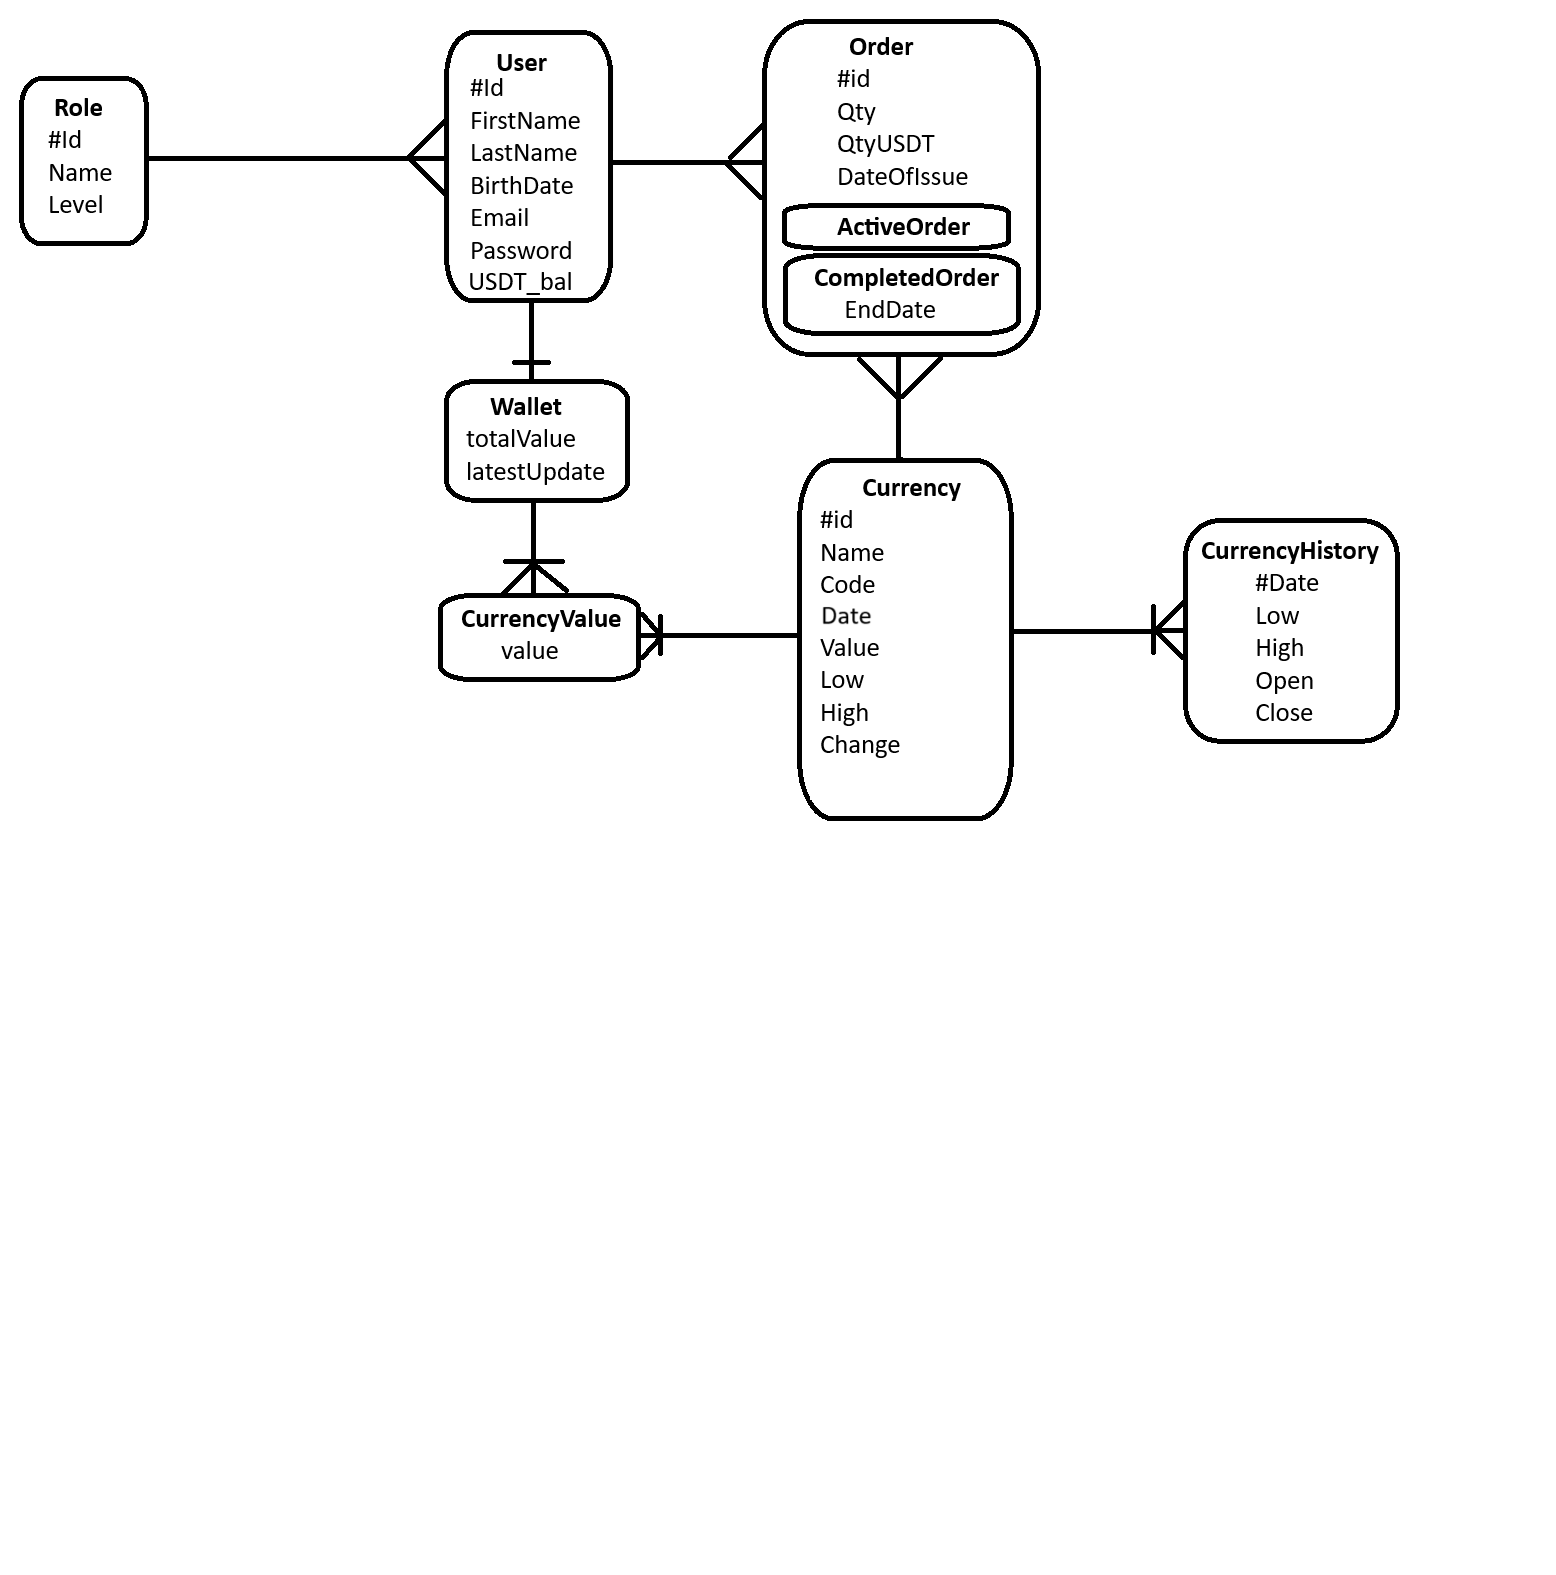 Role
#Id
Name
Level
User
#Id
FirstName
LastName
BirthDate
Email
Password
USDT_bal
Order
#id
Qty
QtyUSDT
DateOfIssue
ActiveOrder
CompletedOrder
EndDate
Wallet
totalValue
latestUpdate
CurrencyValue
value
Currency
#id
Name
Code
Date
Value
Low
High
Change
CurrencyHistory
#Date
Low
High
Open
Close